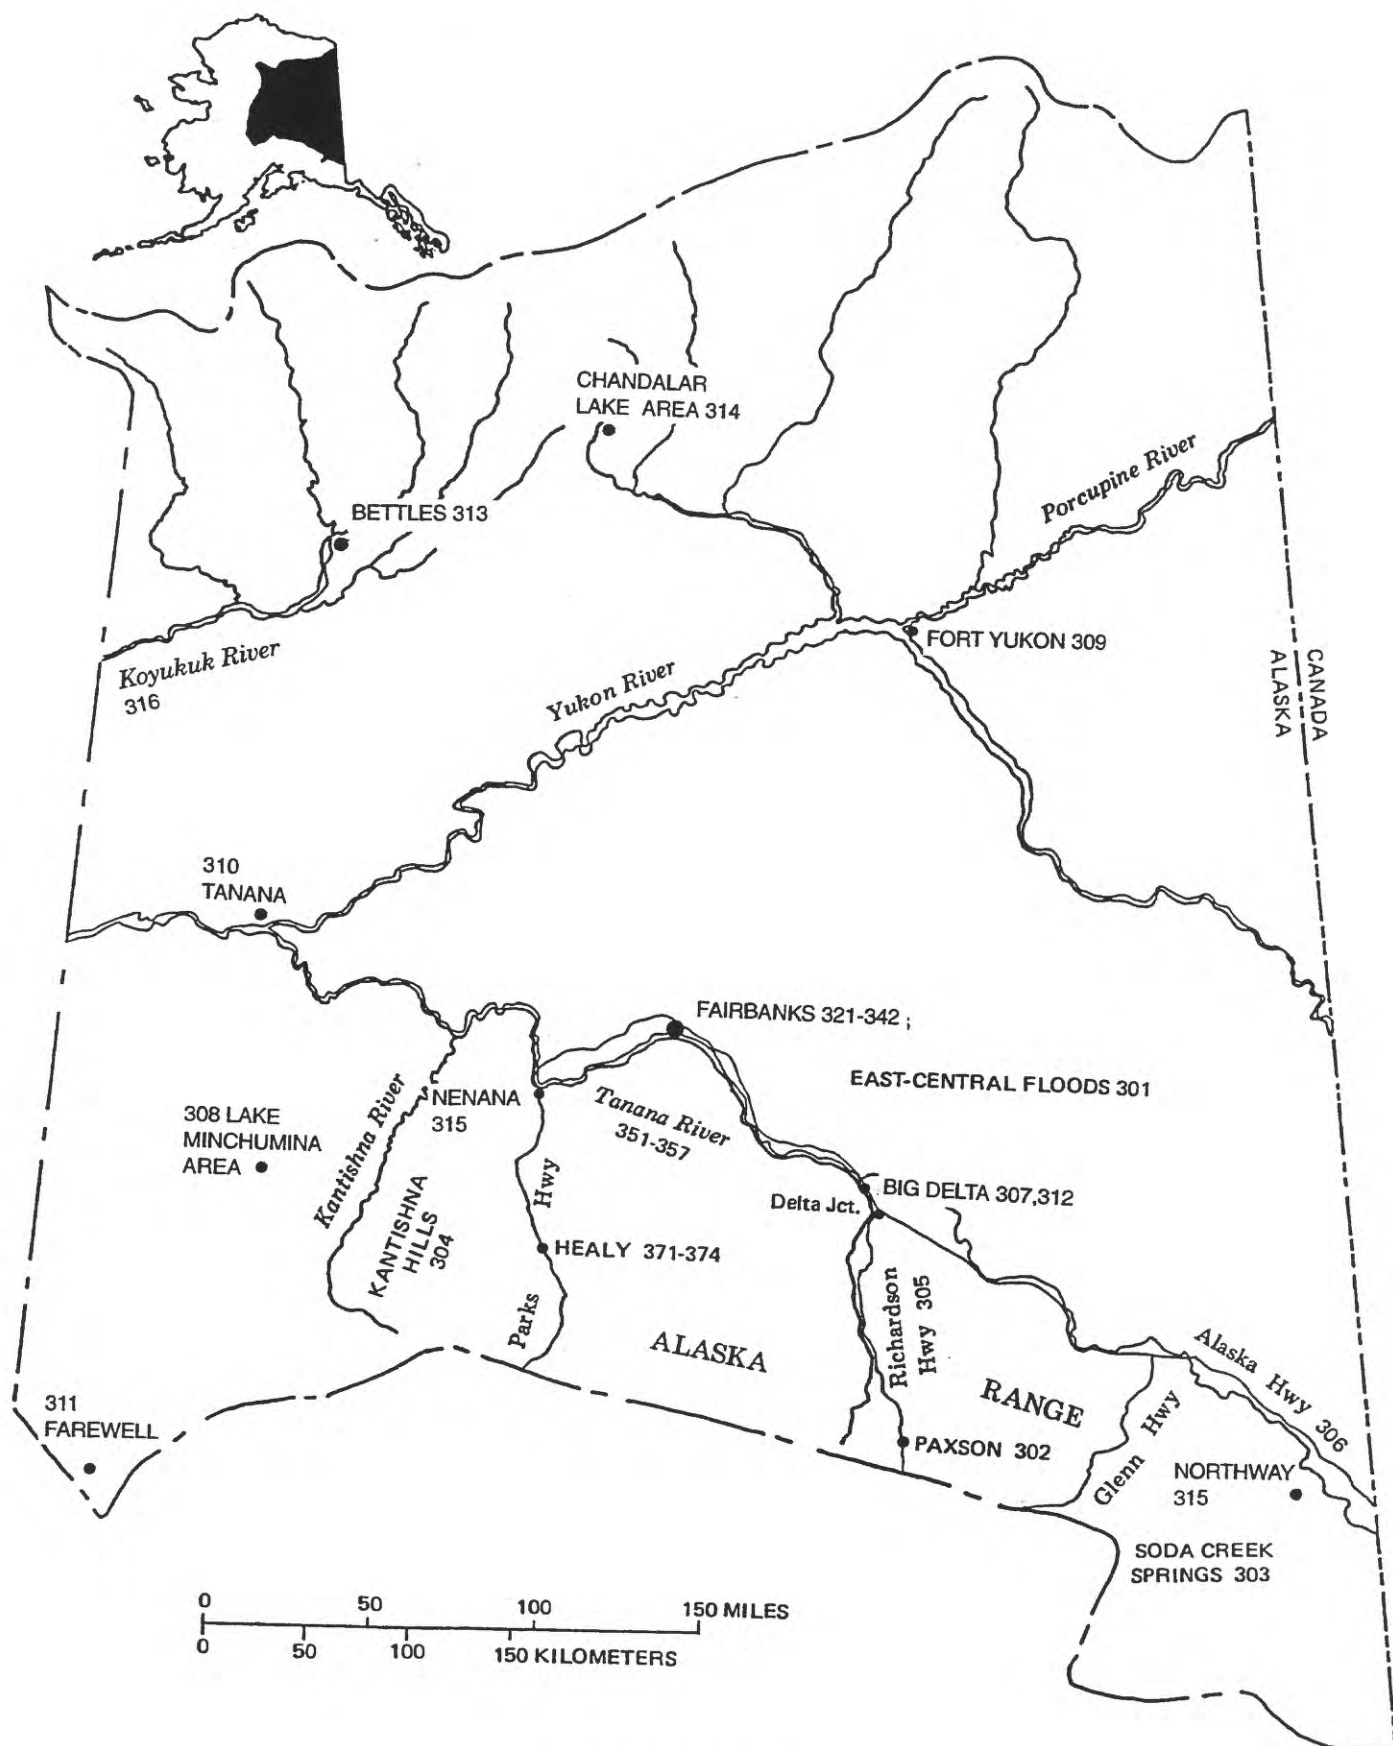 CHANDALAR
LAKE AREA 314
Porcupine River
BETTLES 313
FORT YUKON 309
CANADA
ALASKA
Koyukuk River
316
Yukon River
310
TANANA
FAIRBANKS 321-342 ;
EAST-CENTRAL FLOODS 301
Kantishna River
NENANA
315
Tanana River
351-357
308 LAKE
MINCHUMINA
AREA
KANTISHNA
HILLS
304
Hwy
Parks
BIG DELTA 307,312
Delta Jct.
HEALY 371-374
Richardson
Hwy 305
ALASKA
RANGE
Alaska Hwy 306
Glenn Hwy
311
FAREWELL
PAXSON 302
NORTHWAY
315
SODA CREEK
SPRINGS 303
0 50 100 150 MILES
0 50 100 150 KILOMETERS